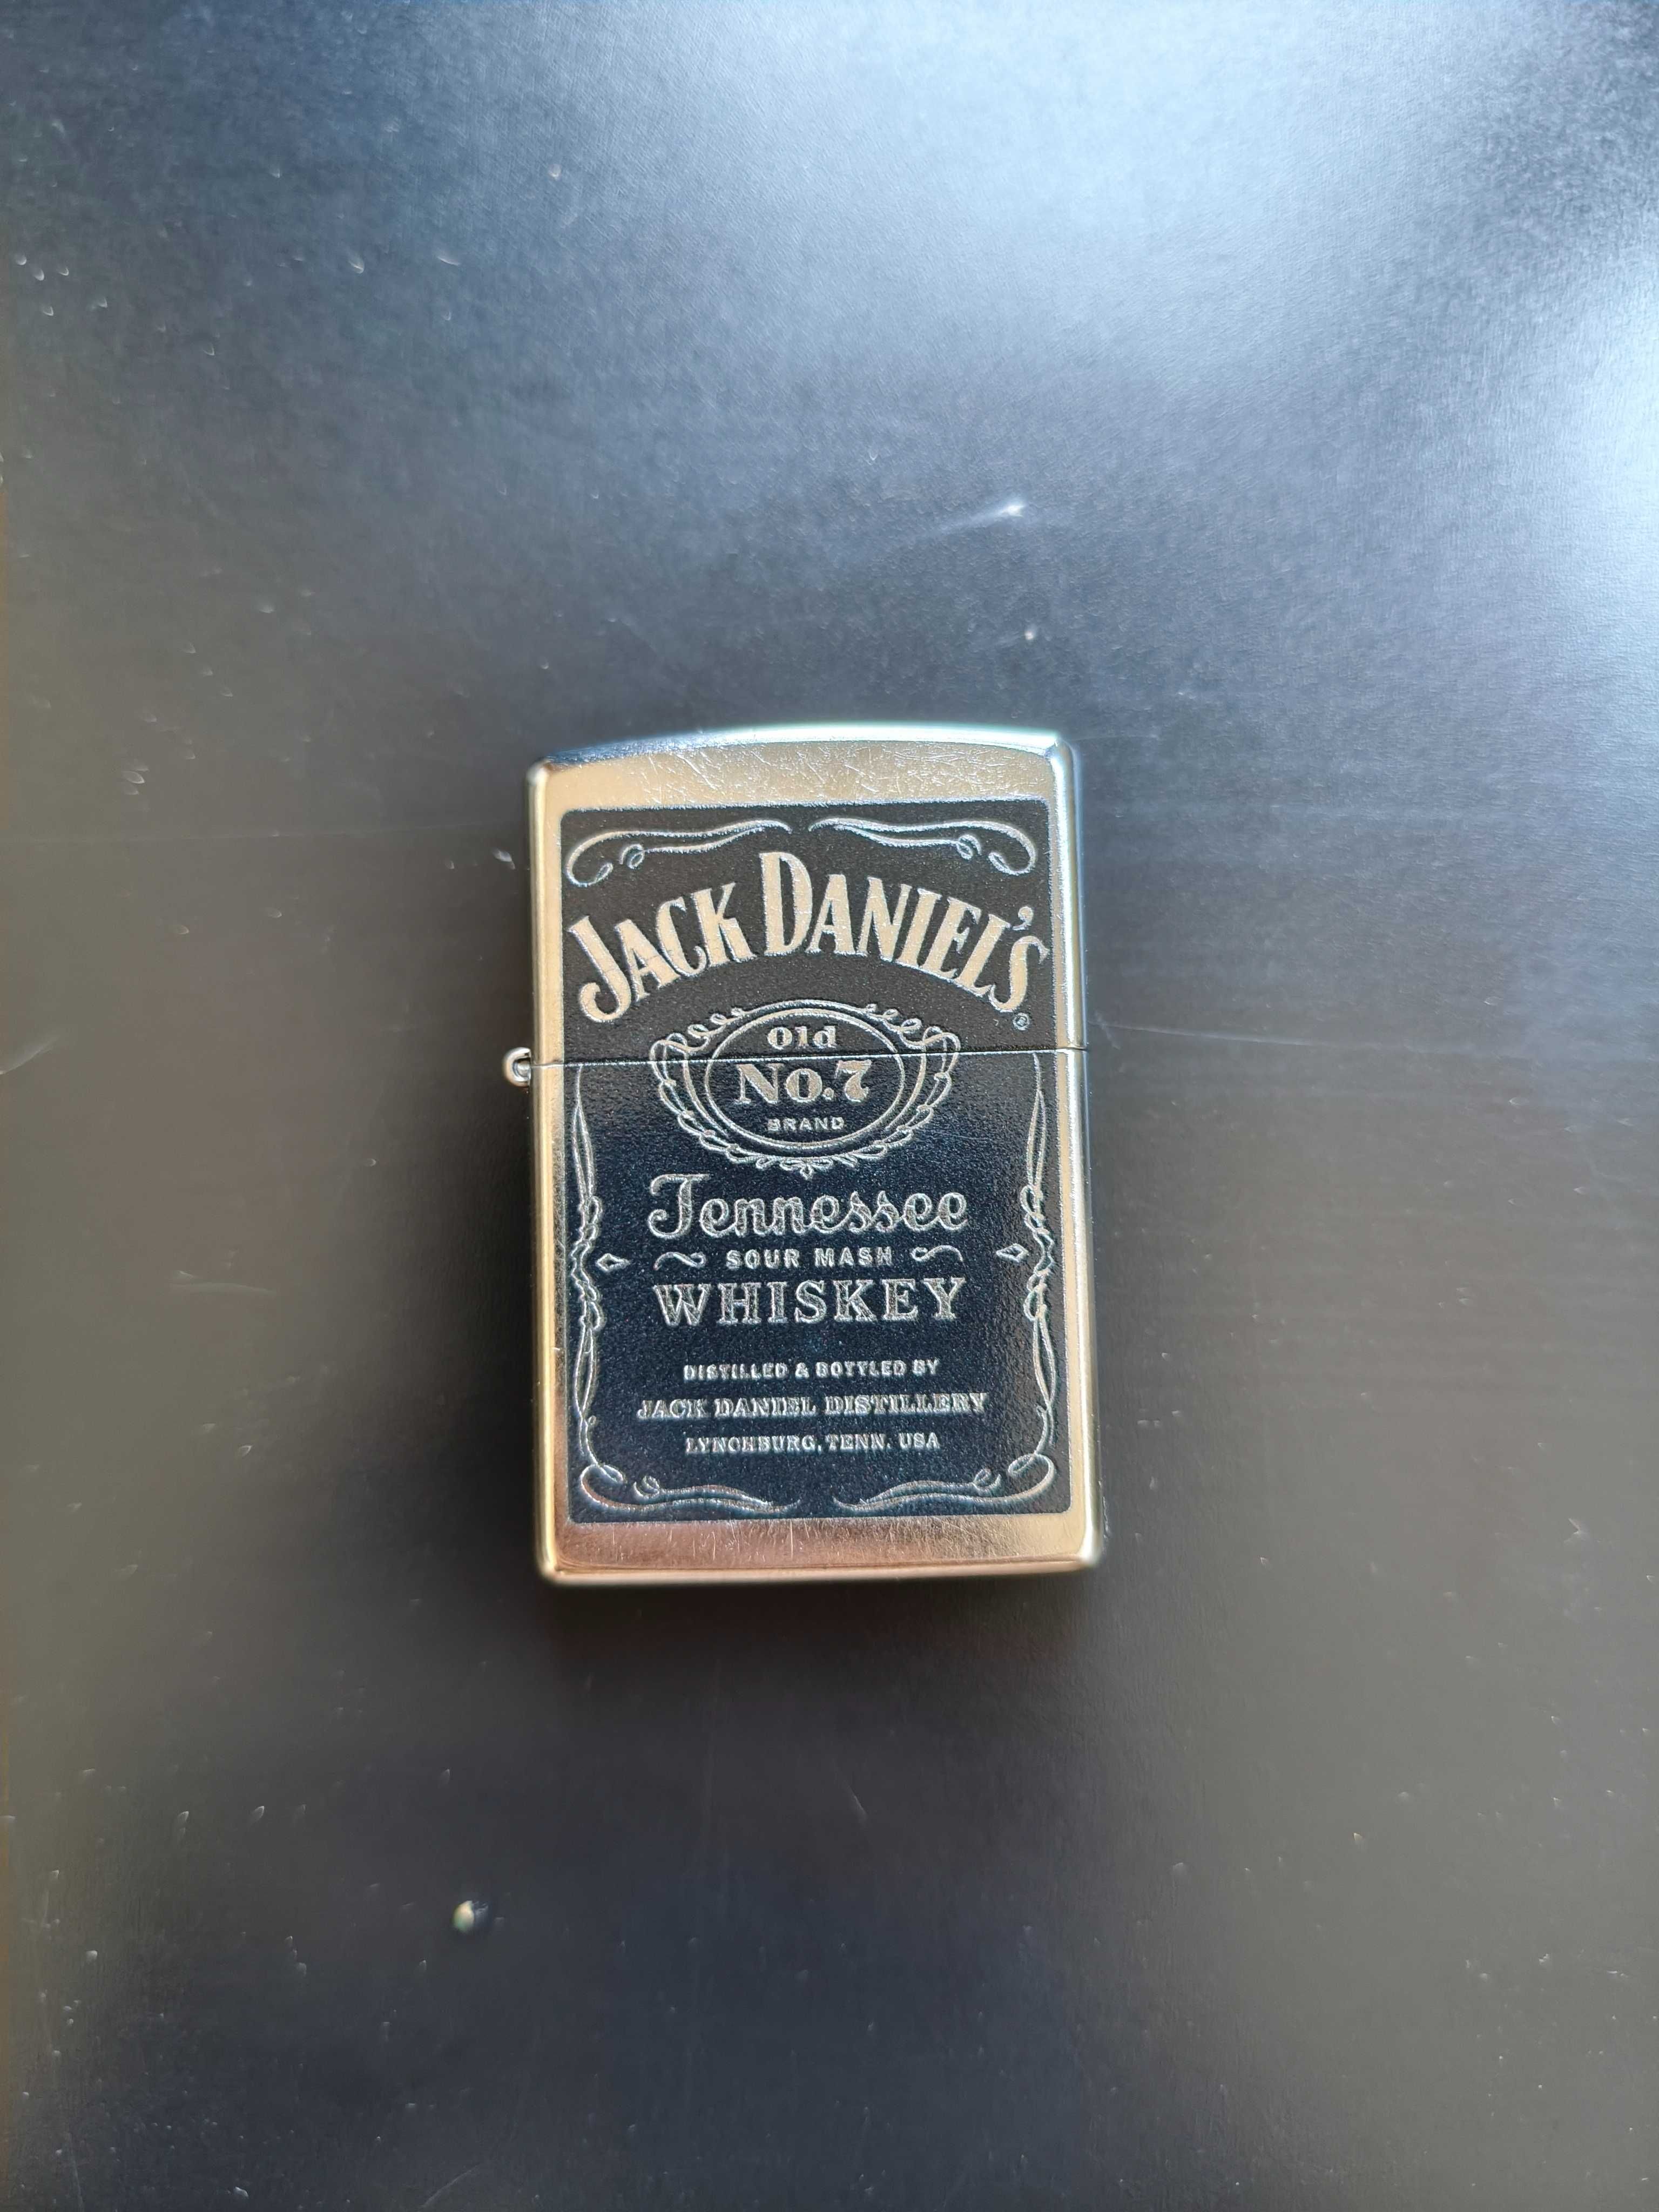 JACK DANIEL'S
®
Old
No.7
BRAND
Tennessee
SOUR MASH
WHISKEY
DISTILLED & BOTTLED BY
JACK DANIEL DISTILLERY
LYNCHBURG, TENN. USA